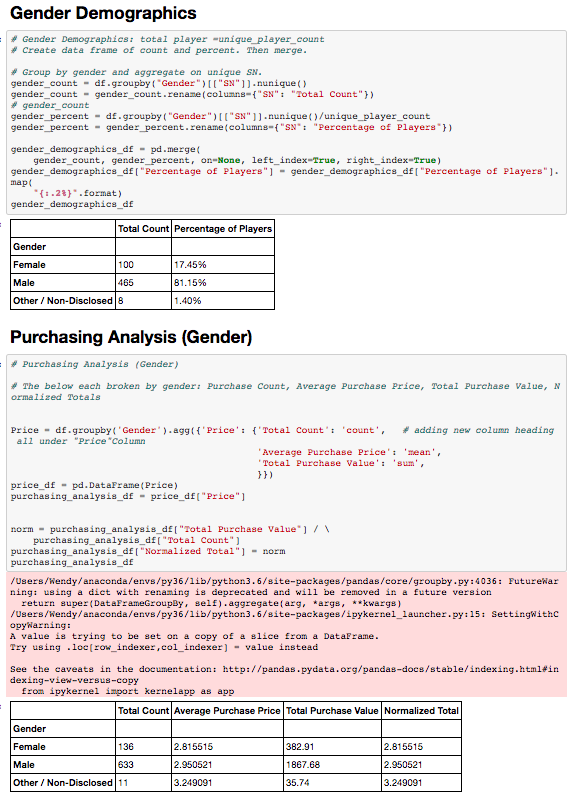 Gender Demographics
# Gender Demographics: total player =unique_player_count
# Create data frame of count and percent. Then merge.
# Group by gender and aggregate on unique SN.
gender_count = df.groupby("Gender")[["SN"]].nunique()
gender_count = gender_count.rename(columns={"SN": "Total Count"})
# gender_count
gender_percent = df.groupby("Gender")[["SN"]].nunique()/unique_player_count
gender_percent = gender_percent.rename(columns={"SN": "Percentage of Players"})
gender_demographics_df = pd.merge(
gender_count, gender_percent, on=None, left_index=True, right_index=True)
gender_demographics_df["Percentage of Players"] = gender_demographics_df["Percentage of Players"].
map(
"{:.2%}".format)
gender_demographics_df
Total Count Percentage of Players
Gender
Female 100 17.45%
Male 465 81.15%
Other / Non-Disclosed 8 1.40%
Purchasing Analysis (Gender)
# Purchasing Analysis (Gender)
# The below each broken by gender: Purchase Count, Average Purchase Price, Total Purchase Value, N
ormalized Totals
Price = df.groupby('Gender').agg({'Price': {'Total Count': 'count', # adding new column heading
all under "Price"Column
'Average Purchase Price': 'mean',
'Total Purchase Value': 'sum',
}})
price_df = pd.DataFrame(Price)
purchasing_analysis_df = price_df["Price"]
norm = purchasing_analysis_df["Total Purchase Value"] / \
purchasing_analysis_df["Total Count"]
purchasing_analysis_df["Normalized Total"] = norm
purchasing_analysis_df
/Users/Wendy/anaconda/envs/py36/lib/python3.6/site-packages/pandas/core/groupby.py:4036: FutureWar
ning: using a dict with renaming is deprecated and will be removed in a future version
return super(DataFrameGroupBy, self).aggregate(arg, *args, **kwargs)
/Users/Wendy/anaconda/envs/py36/lib/python3.6/site-packages/ipykernel_launcher.py:15: SettingWithC
opyWarning:
A value is trying to be set on a copy of a slice from a DataFrame.
Try using .loc[row_indexer,col_indexer] = value instead
See the caveats in the documentation: http://pandas.pydata.org/pandas-docs/stable/indexing.html#in
dexing-view-versus-copy
from ipykernel import kernelapp as app
Total Count Average Purchase Price Total Purchase Value Normalized Total
Gender
Female 136 2.815515 382.91 2.815515
Male 633 2.950521 1867.68 2.950521
Other / Non-Disclosed 11 3.249091 35.74 3.249091